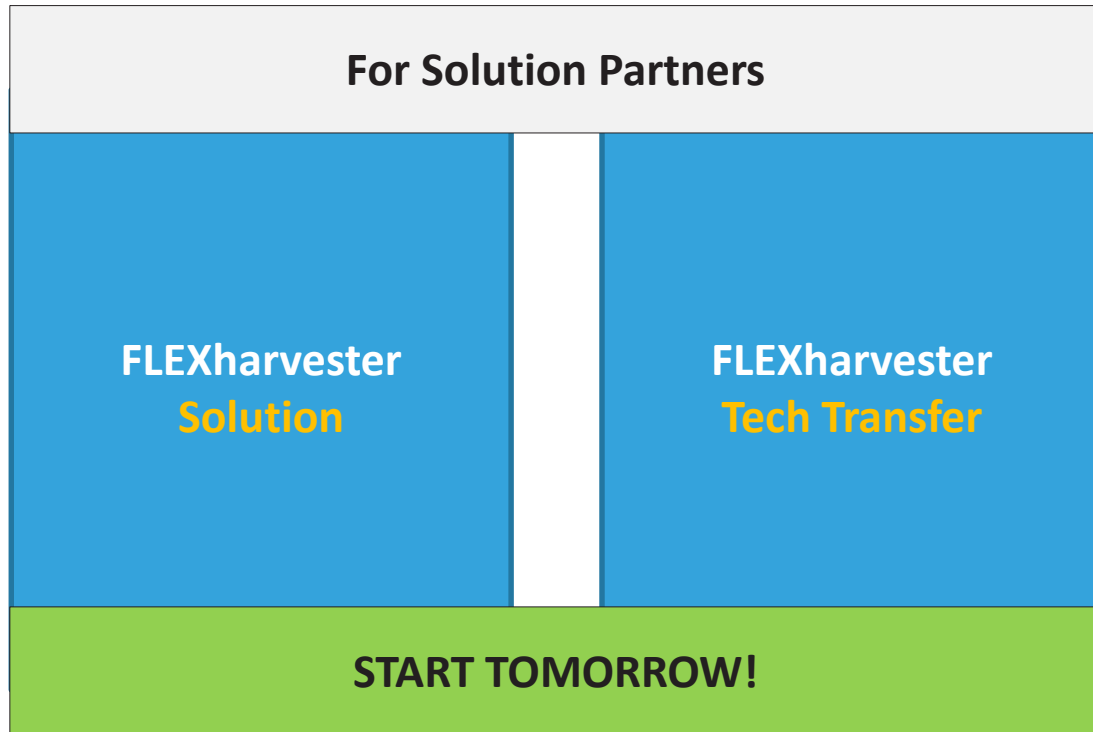 For Solution Partners
FLEXharvester
Solution
FLEXharvester
Tech Transfer
START TOMORROW!